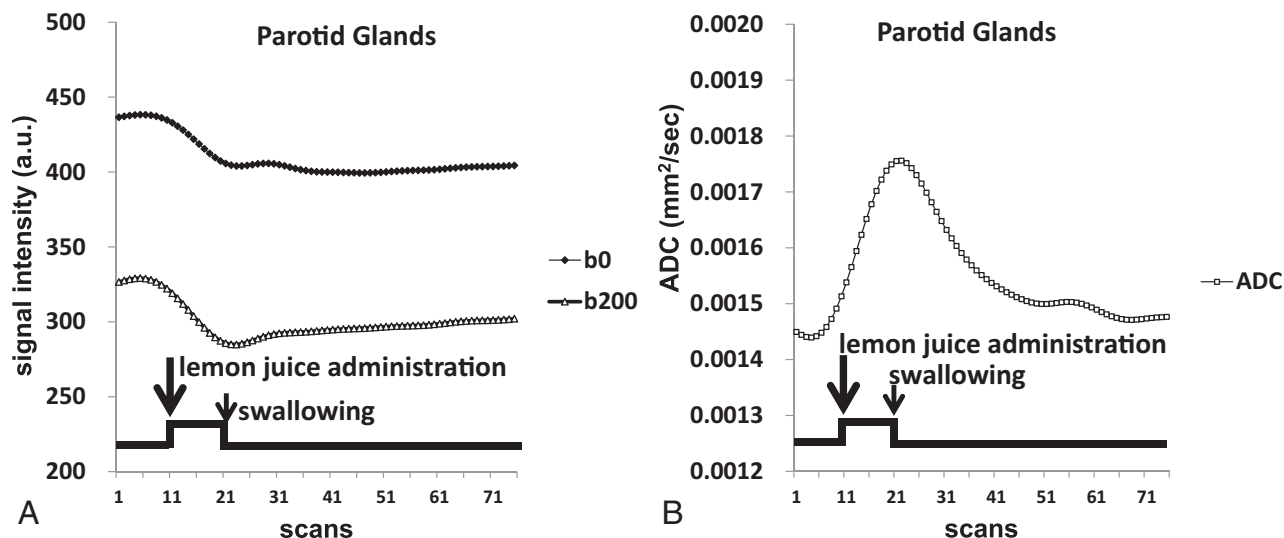 Parotid Glands
500
450
400
350
300
250
200
signal intensity (a.u.)
b0
b200
lemon juice administration
swallowing
1 11 21 31 41 51 61 71
scans
A
Parotid Glands
0.0020
0.0019
0.0018
0.0017
0.0016
0.0015
0.0014
0.0013
0.0012
ADC (mm²/sec)
ADC
lemon juice administration
swallowing
1 11 21 31 41 51 61 71
scans
B